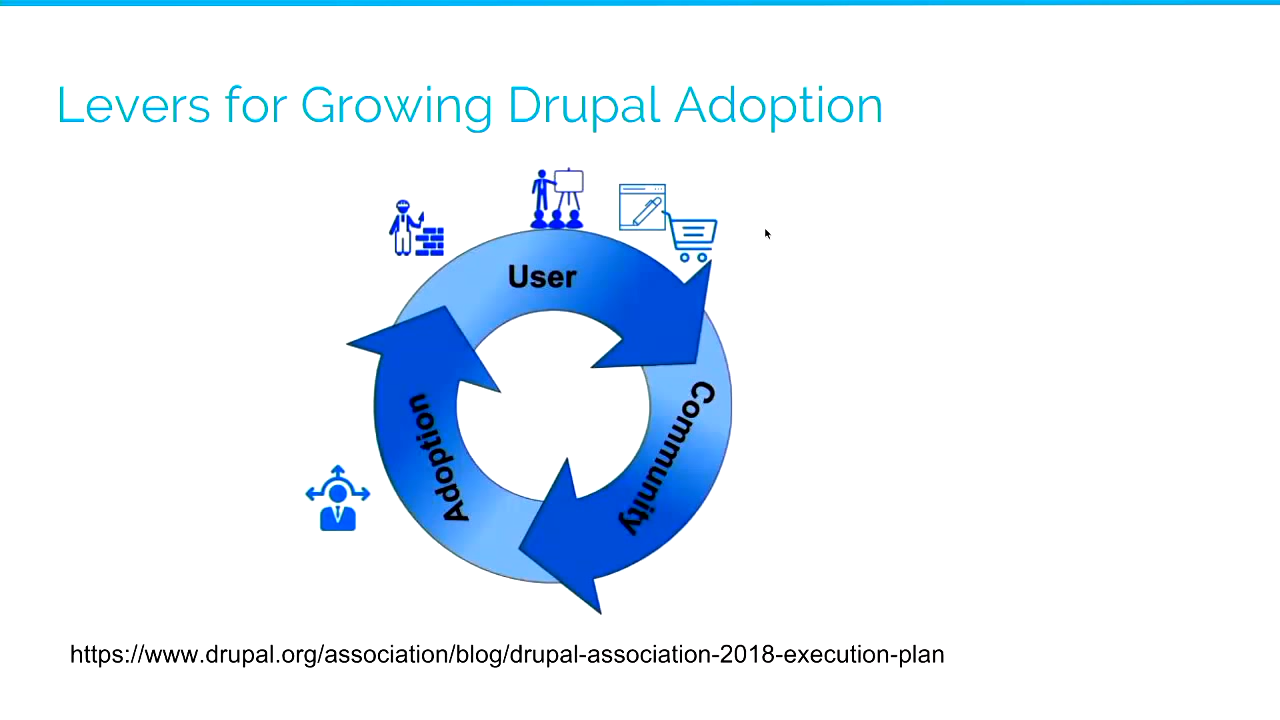 Levers for Growing Drupal Adoption
User
Community
Adoption
https://www.drupal.org/association/blog/drupal-association-2018-execution-plan